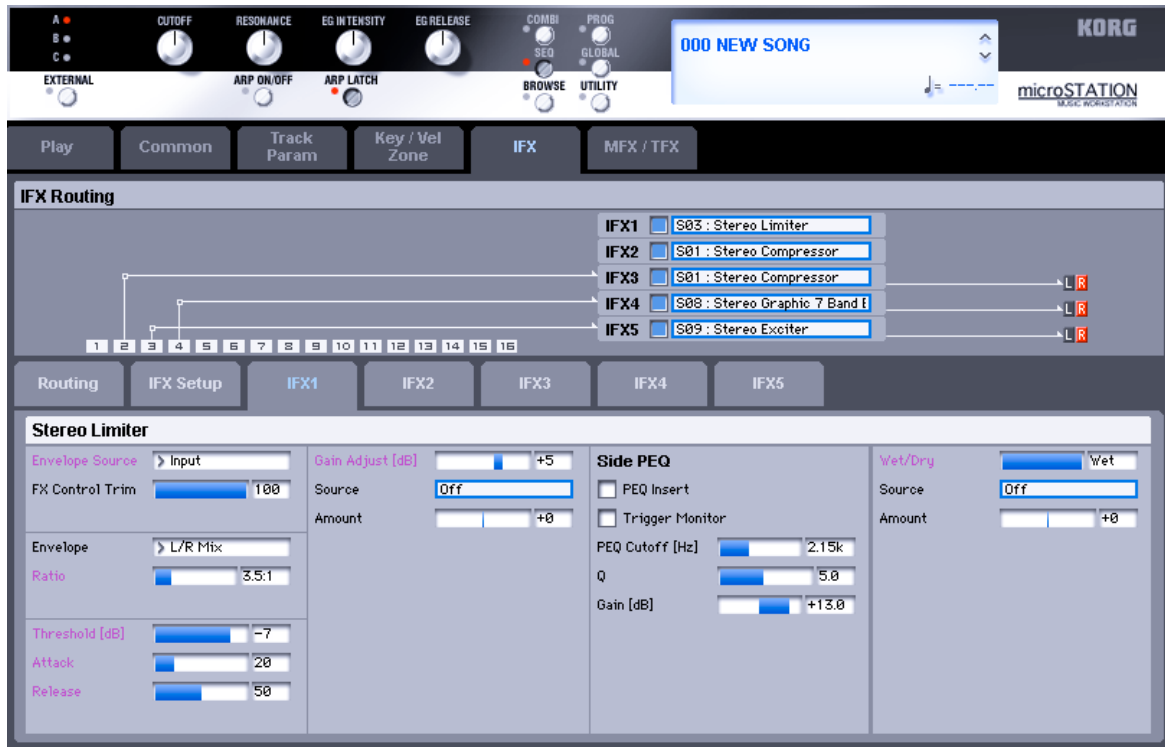 A CUTOFF RESONANCE EG INTENSITY EG RELEASE COMBI PROG KORG
B SEQ GLOBAL 000 NEW SONG
C
EXTERNAL ARP ON/OFF ARP LATCH BROWSE UTILITY ♩= ---.-- microSTATION
MUSIC WORKSTATION
Play Common Track Param Key / Vel Zone IFX MFX / TFX
IFX Routing
IFX1 S03 : Stereo Limiter
IFX2 S01 : Stereo Compressor
IFX3 S01 : Stereo Compressor L R
IFX4 S08 : Stereo Graphic 7 Band E L R
IFX5 S09 : Stereo Exciter L R
1 2 3 4 5 6 7 8 9 10 11 12 13 14 15 16
Routing IFX Setup IFX1 IFX2 IFX3 IFX4 IFX5
Stereo Limiter
Envelope Source Input
FX Control Trim 100
Envelope L/R Mix
Ratio 3.5:1
Threshold [dB] -7
Attack 20
Release 50
Gain Adjust [dB] +5
Source Off
Amount +0
Side PEQ
PEQ Insert
Trigger Monitor
PEQ Cutoff [Hz] 2.15k
Q 5.0
Gain [dB] +13.0
Wet/Dry Wet
Source Off
Amount +0